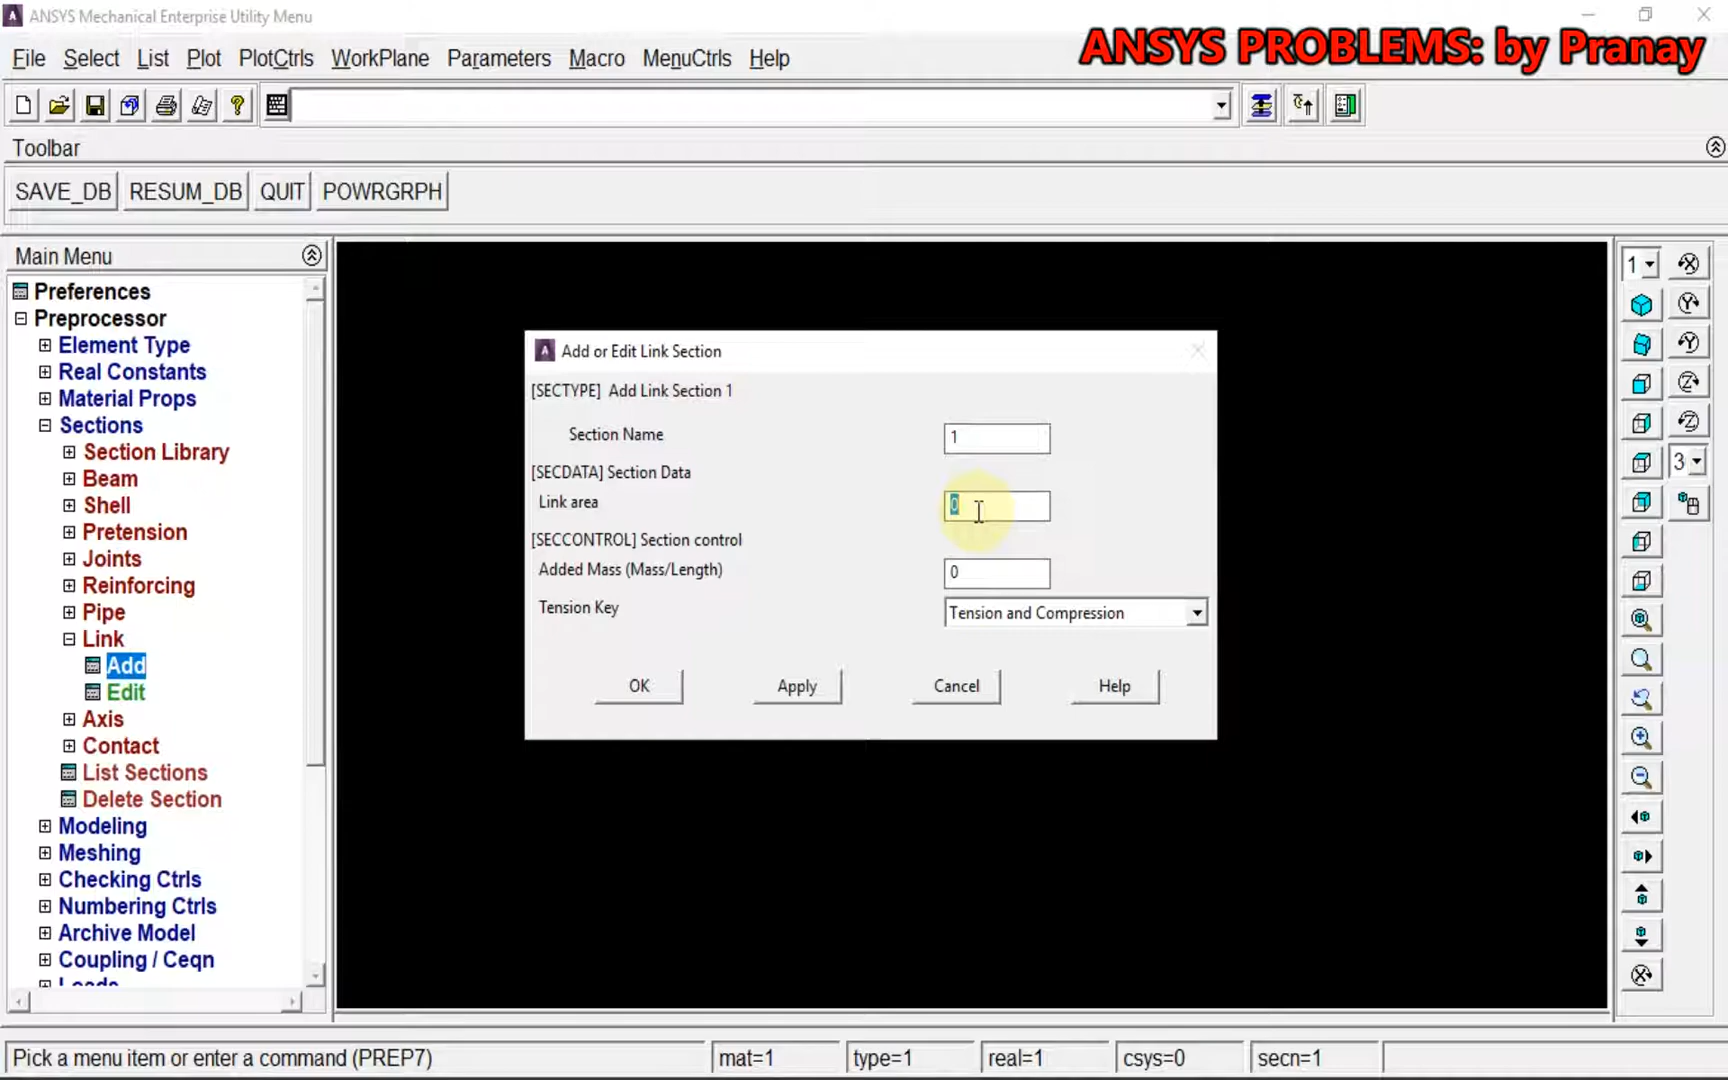 ANSYS Mechanical Enterprise Utility Menu
ANSYS PROBLEMS: by Pranay
File Select List Plot PlotCtrls WorkPlane Parameters Macro MenuCtrls Help
Toolbar
SAVE_DB RESUM_DB QUIT POWRGRPH
Main Menu
Preferences
Preprocessor
Element Type
Real Constants
Material Props
Sections
Section Library
Beam
Shell
Pretension
Joints
Reinforcing
Pipe
Link
Add
Edit
Axis
Contact
List Sections
Delete Section
Modeling
Meshing
Checking Ctrls
Numbering Ctrls
Archive Model
Coupling / Ceqn
Loads
A Add or Edit Link Section
[SECTYPE] Add Link Section 1
Section Name 1
[SECDATA] Section Data
Link area 0
[SECCONTROL] Section control
Added Mass (Mass/Length) 0
Tension Key Tension and Compression
OK Apply Cancel Help
1
3
Pick a menu item or enter a command (PREP7) mat=1 type=1 real=1 csys=0 secn=1